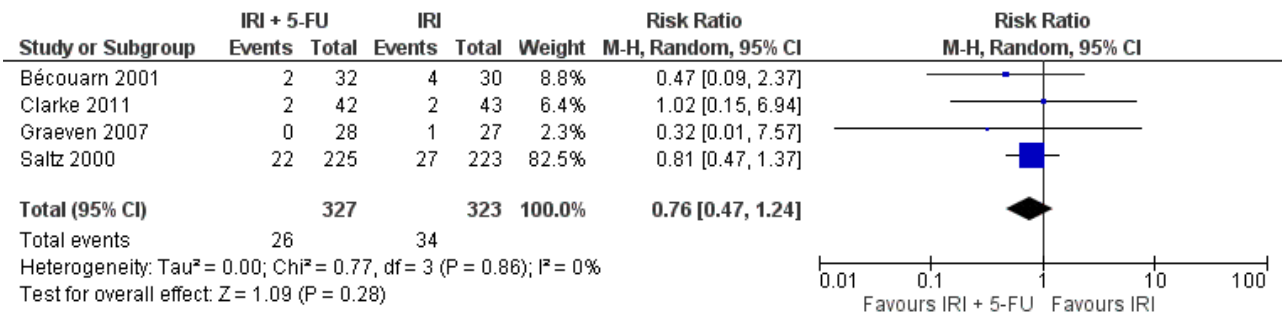 IRI + 5-FU IRI Risk Ratio Risk Ratio
Study or Subgroup Events Total Events Total Weight M-H, Random, 95% CI M-H, Random, 95% CI
Bécouarn 2001 2 32 4 30 8.8% 0.47 [0.09, 2.37]
Clarke 2011 2 42 2 43 6.4% 1.02 [0.15, 6.94]
Graeven 2007 0 28 1 27 2.3% 0.32 [0.01, 7.57]
Saltz 2000 22 225 27 223 82.5% 0.81 [0.47, 1.37]
Total (95% CI) 327 323 100.0% 0.76 [0.47, 1.24]
Total events 26 34
Heterogeneity: Tau² = 0.00; Chi² = 0.77, df = 3 (P = 0.86); I² = 0%
Test for overall effect: Z = 1.09 (P = 0.28)
0.01 0.1 1 10 100
Favours IRI + 5-FU Favours IRI